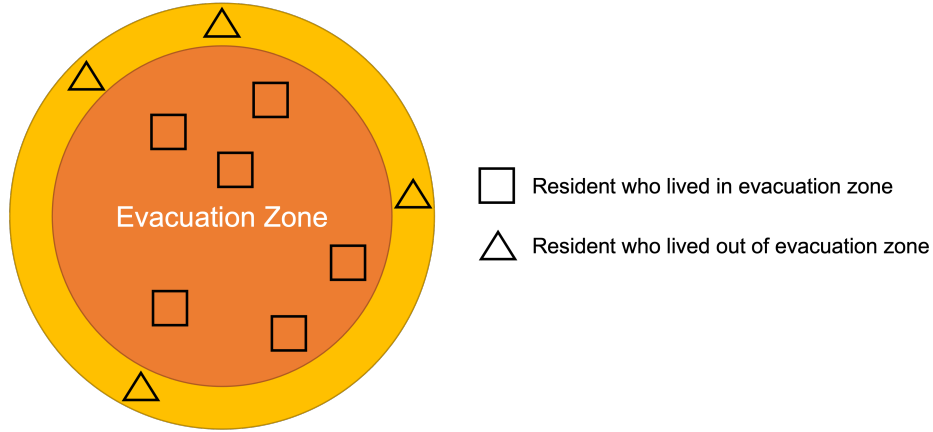 Evacuation Zone
Resident who lived in evacuation zone
Resident who lived out of evacuation zone